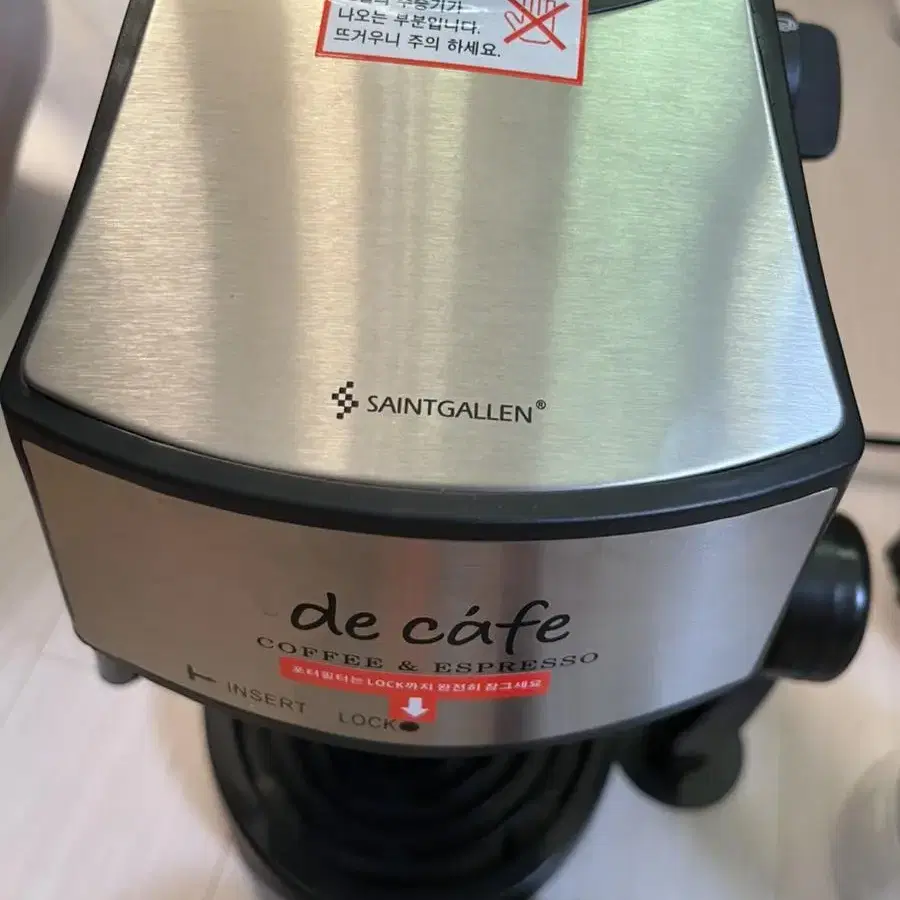 나오는 부분입니다.
뜨거우니 주의 하세요.
SAINTGALLEN®
de cáfe
COFFEE & ESPRESSO
포터필터는 LOCK까지 완전히 잠그세요
INSERT
LOCK